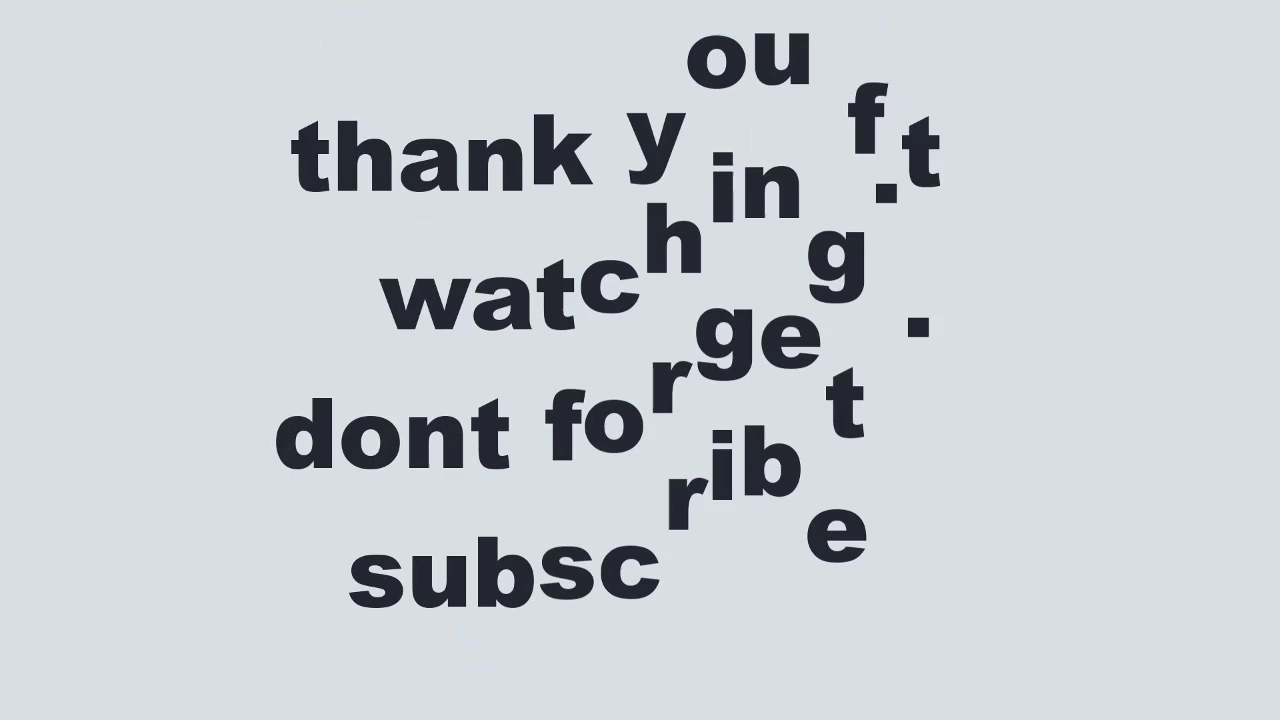 thank you f
watching.
dont forget t
subscribe.